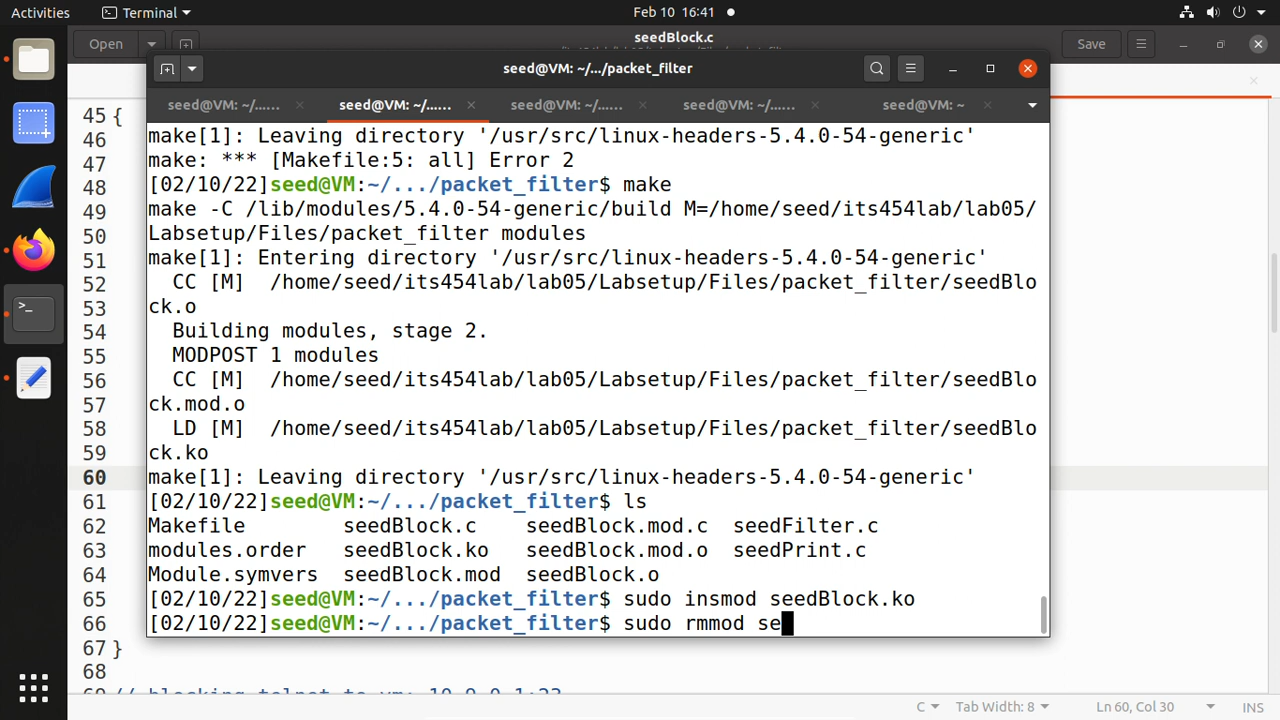 Activities Terminal Feb 10 16:41
Open seedBlock.c Save
seed@VM: ~/.../packet_filter
seed@VM: ~/...... seed@VM: ~/...... seed@VM: ~/...... seed@VM: ~/...... seed@VM: ~
45 {
46
47
48
49
50
51
52
53
54
55
56
57
58
59
60
61
62
63
64
65
66
67 }
68
69 // blocking telnet to vm: 10.9.0.1:23
make[1]: Leaving directory '/usr/src/linux-headers-5.4.0-54-generic'
make: *** [Makefile:5: all] Error 2
[02/10/22]seed@VM:~/.../packet_filter$ make
make -C /lib/modules/5.4.0-54-generic/build M=/home/seed/its454lab/lab05/
Labsetup/Files/packet_filter modules
make[1]: Entering directory '/usr/src/linux-headers-5.4.0-54-generic'
CC [M] /home/seed/its454lab/lab05/Labsetup/Files/packet_filter/seedBlo
ck.o
Building modules, stage 2.
MODPOST 1 modules
CC [M] /home/seed/its454lab/lab05/Labsetup/Files/packet_filter/seedBlo
ck.mod.o
LD [M] /home/seed/its454lab/lab05/Labsetup/Files/packet_filter/seedBlo
ck.ko
make[1]: Leaving directory '/usr/src/linux-headers-5.4.0-54-generic'
[02/10/22]seed@VM:~/.../packet_filter$ ls
Makefile seedBlock.c seedBlock.mod.c seedFilter.c
modules.order seedBlock.ko seedBlock.mod.o seedPrint.c
Module.symvers seedBlock.mod seedBlock.o
[02/10/22]seed@VM:~/.../packet_filter$ sudo insmod seedBlock.ko
[02/10/22]seed@VM:~/.../packet_filter$ sudo rmmod se
C Tab Width: 8 Ln 60, Col 30 INS